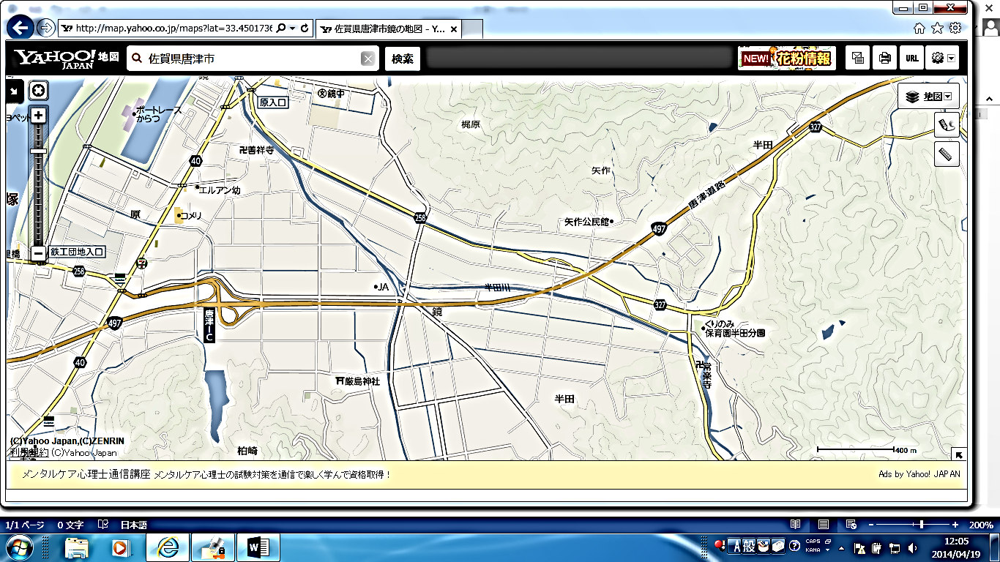 http://map.yahoo.co.jp/maps?lat=33.4501736
佐賀県唐津市鏡の地図 - Y...
YAHOO! JAPAN 地図
佐賀県唐津市
検索
NEW! 花粉情報
URL
地図
鏡中
原入口
ボートレース
からつ
梶原
327
半田
善祥寺
40
矢作
エルアン幼
唐津道路
原
コメリ
258
矢作公民館
497
鉄工団地入口
258
JA
半田川
327
鏡
唐津IC
497
くりのみ
保育園半田分園
40
常楽寺
厳島神社
半田
(C)Yahoo Japan,(C)ZENRIN
柏崎
利用規約 (C)Yahoo Japan
400 m
メンタルケア心理士通信講座 メンタルケア心理士の試験対策を通信で楽しく学んで資格取得！
Ads by Yahoo! JAPAN
1/1 ページ
0 文字
日本語
200%
A 般
CAPS
KANA
12:05
2014/04/19